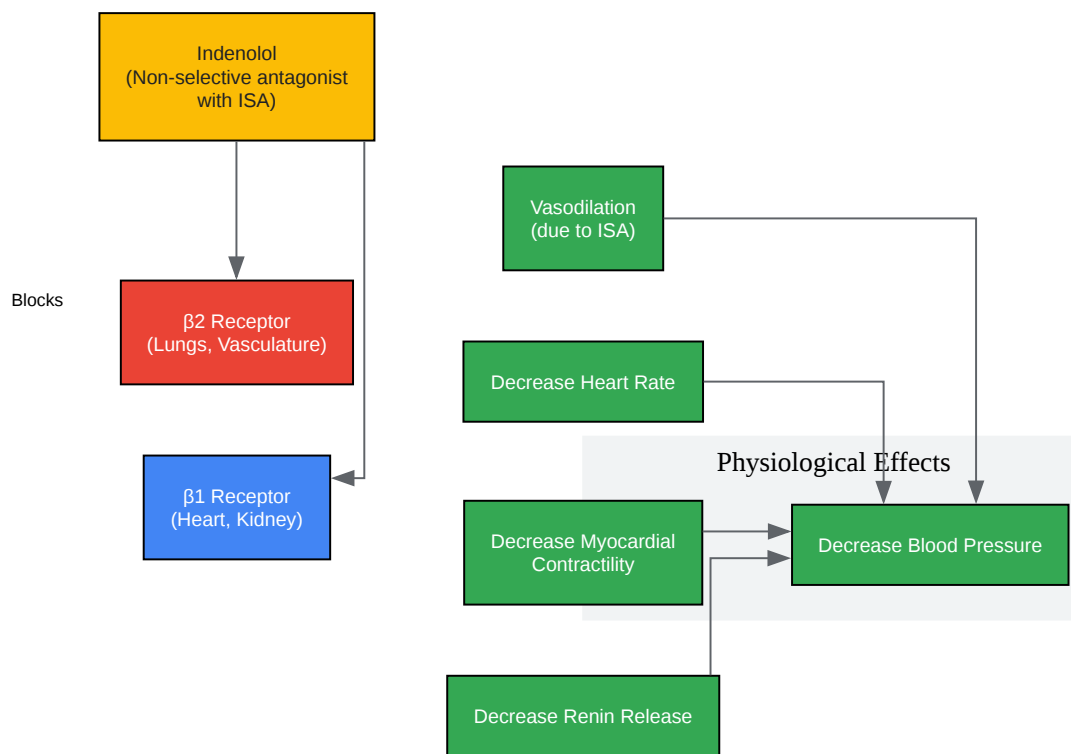 Indenolol
(Non-selective antagonist
with ISA)
Vasodilation
(due to ISA)
Blocks
β2 Receptor
(Lungs, Vasculature)
Decrease Heart Rate
Physiological Effects
β1 Receptor
(Heart, Kidney)
Decrease Myocardial
Contractility
Decrease Blood Pressure
Decrease Renin Release